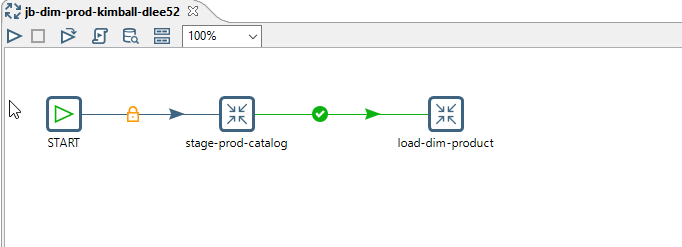 jb-dim-prod-kimball-dlee52
100%
START
stage-prod-catalog
load-dim-product